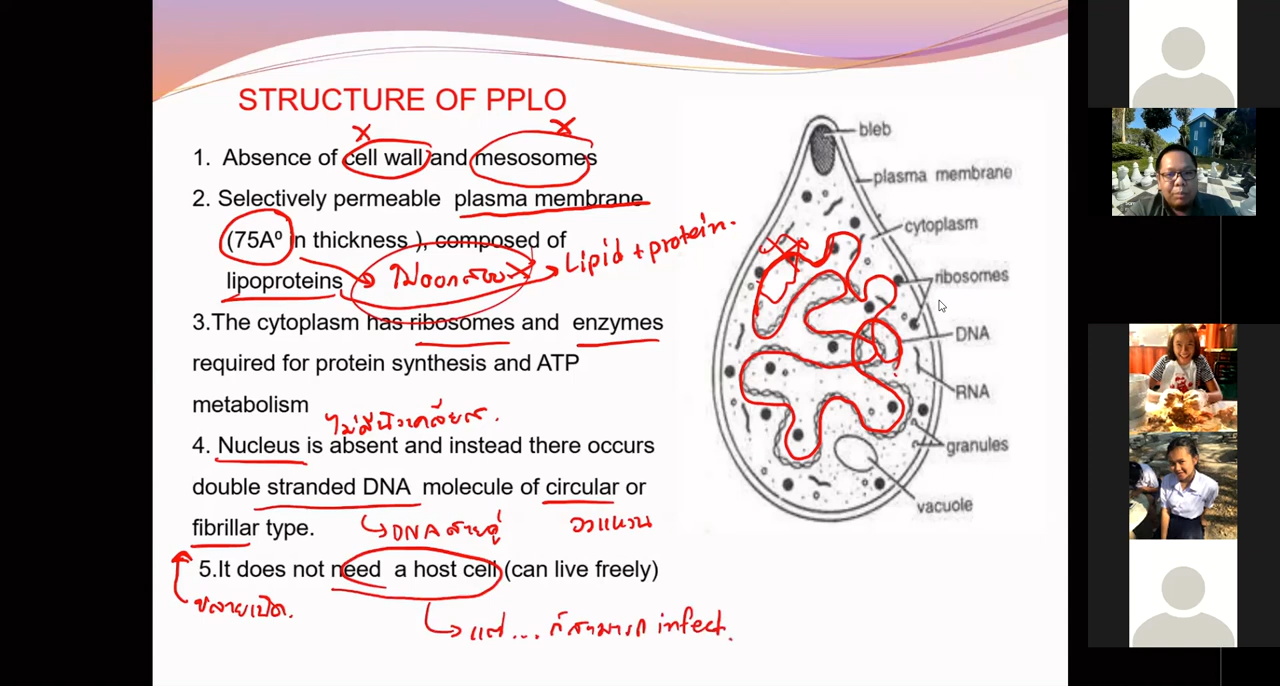 STRUCTURE OF PPLO
x x
1. Absence of cell wall and mesosomes
2. Selectively permeable plasma membrane
(75Aº in thickness ), composed of
lipoproteins
Lipid + protein.
3.The cytoplasm has ribosomes and enzymes
required for protein synthesis and ATP
metabolism
ไม่มีนิวเคลียส.
4. Nucleus is absent and instead there occurs
double stranded DNA molecule of circular or
fibrillar type.
DNA สายคู่
วงแหวน
5.It does not need a host cell (can live freely)
ปลายเปิด.
แต่... ก็สามารถ infect.
bleb
plasma membrane
cytoplasm
ribosomes
DNA
RNA
granules
vacuole